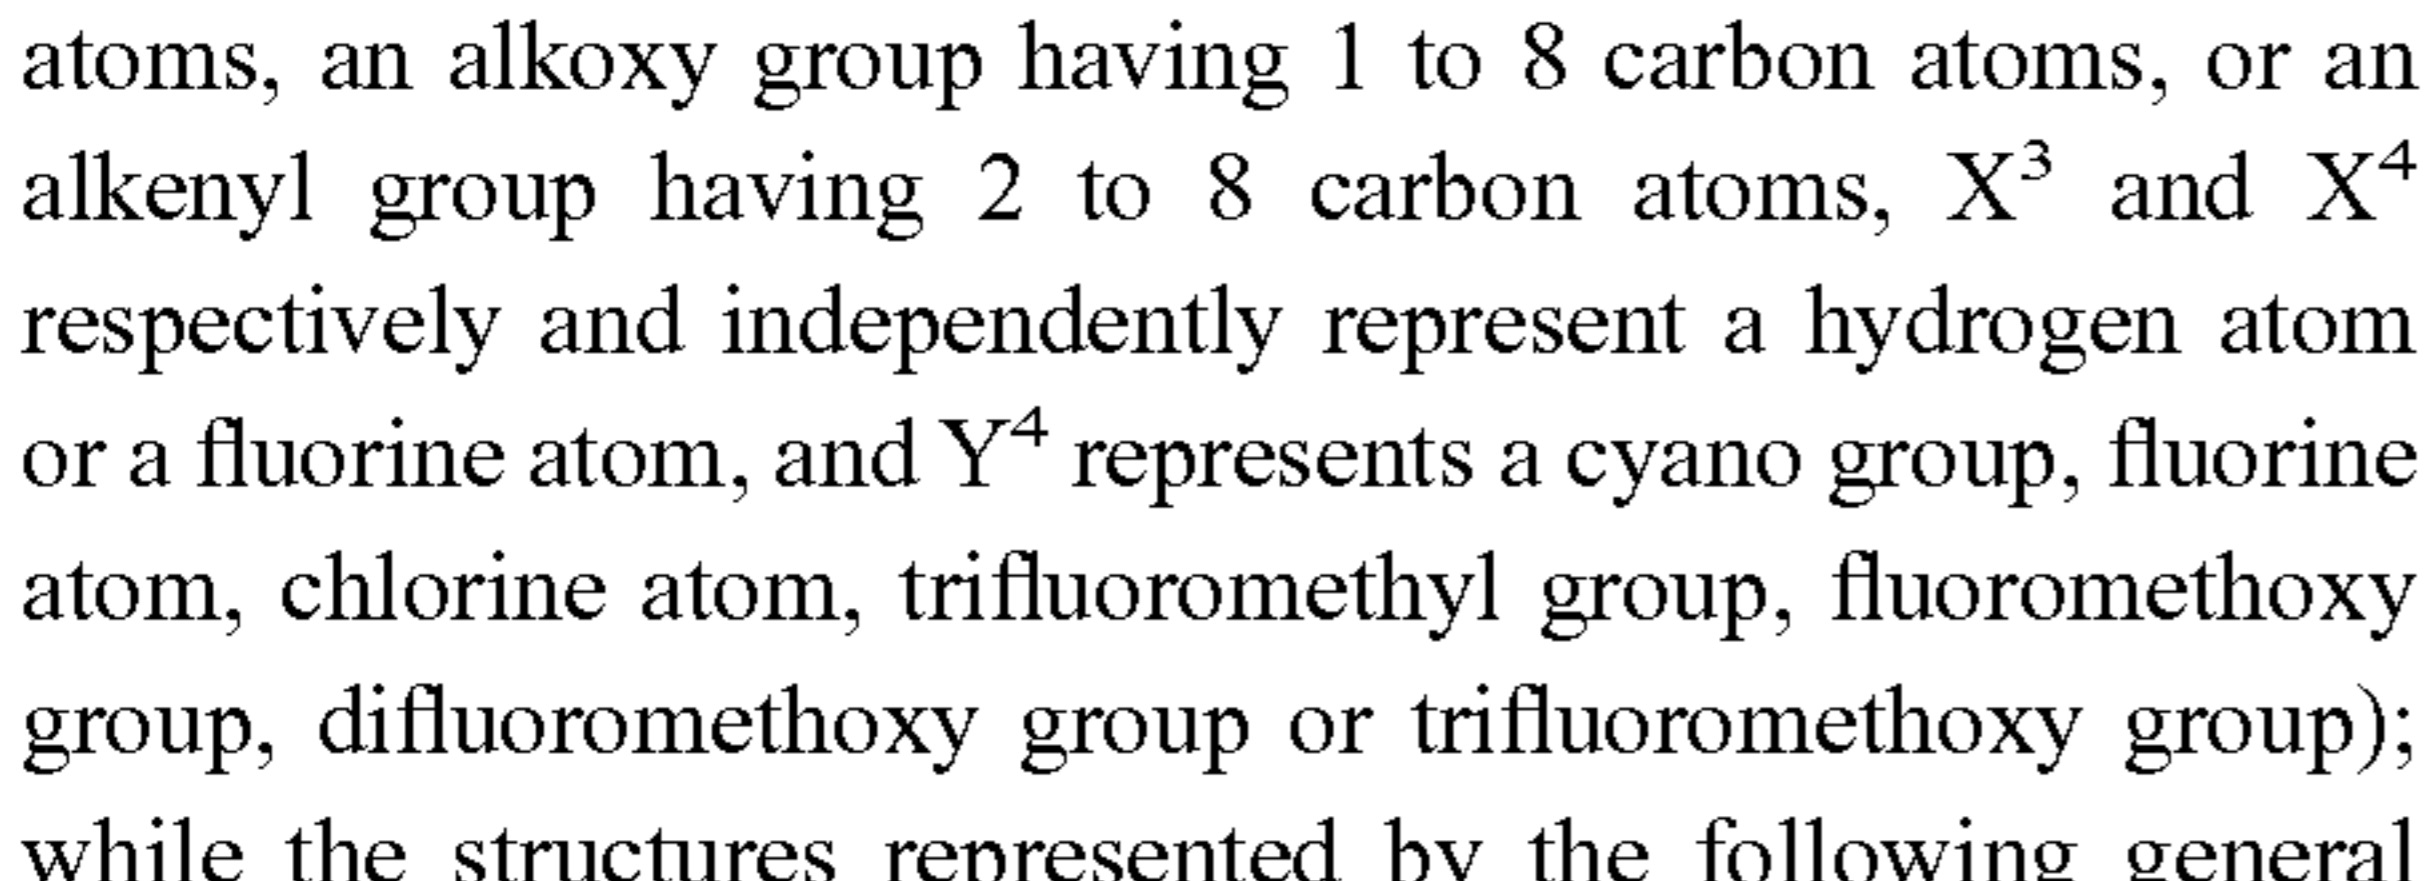 atoms, an alkoxy group having 1 to 8 carbon atoms, or an
alkenyl group having 2 to 8 carbon atoms, X³ and X⁴
respectively and independently represent a hydrogen atom
or a fluorine atom, and Y⁴ represents a cyano group, fluorine
atom, chlorine atom, trifluoromethyl group, fluoromethoxy
group, difluoromethoxy group or trifluoromethoxy group);
while the structures represented by the following general